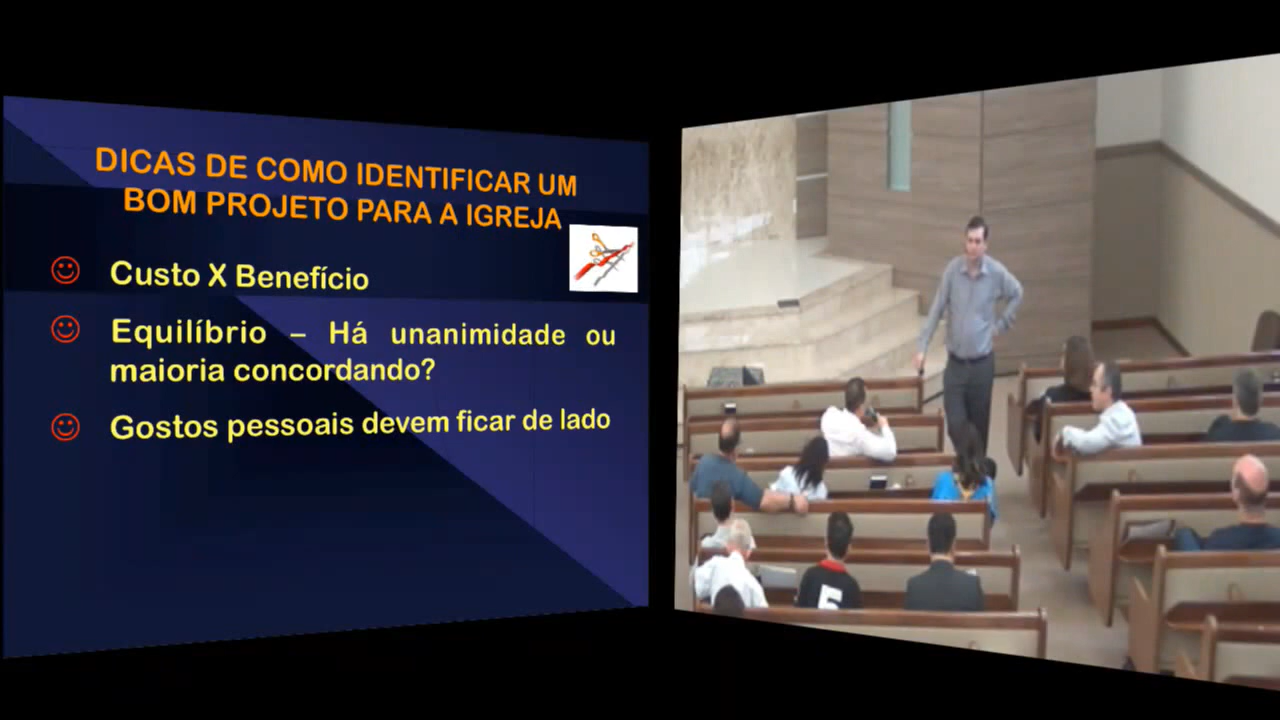 DICAS DE COMO IDENTIFICAR UM
BOM PROJETO PARA A IGREJA
Custo X Benefício
Equilíbrio – Há unanimidade ou
maioria concordando?
Gostos pessoais devem ficar de lado
5